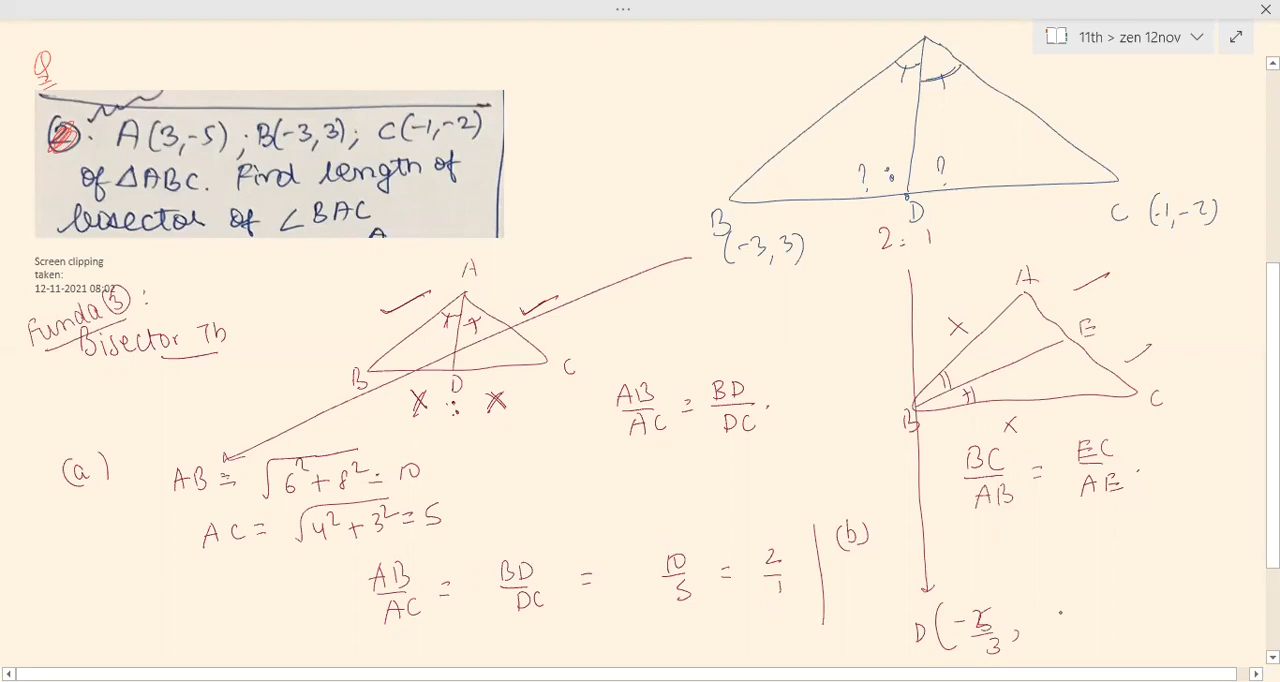 11th > zen 12nov
Q
2. A(3,-5); B(-3,3); C(-1,-2)
of △ABC. Find length of
bisector of ∠BAC
A
Screen clipping
taken:
12-11-2021 08:02
Funda 3 :
Bisector Th
A
B D C
x : x
AB/AC = BD/DC.
? : ?
B D C (-1,-2)
(-3,3) 2 : 1
A
x E
B C
x
BC/AB = EC/AE.
(a) AB = √6²+8² = 10
AC = √4²+3² = 5
AB/AC = BD/DC = 10/5 = 2/1
(b)
D(-5/3,